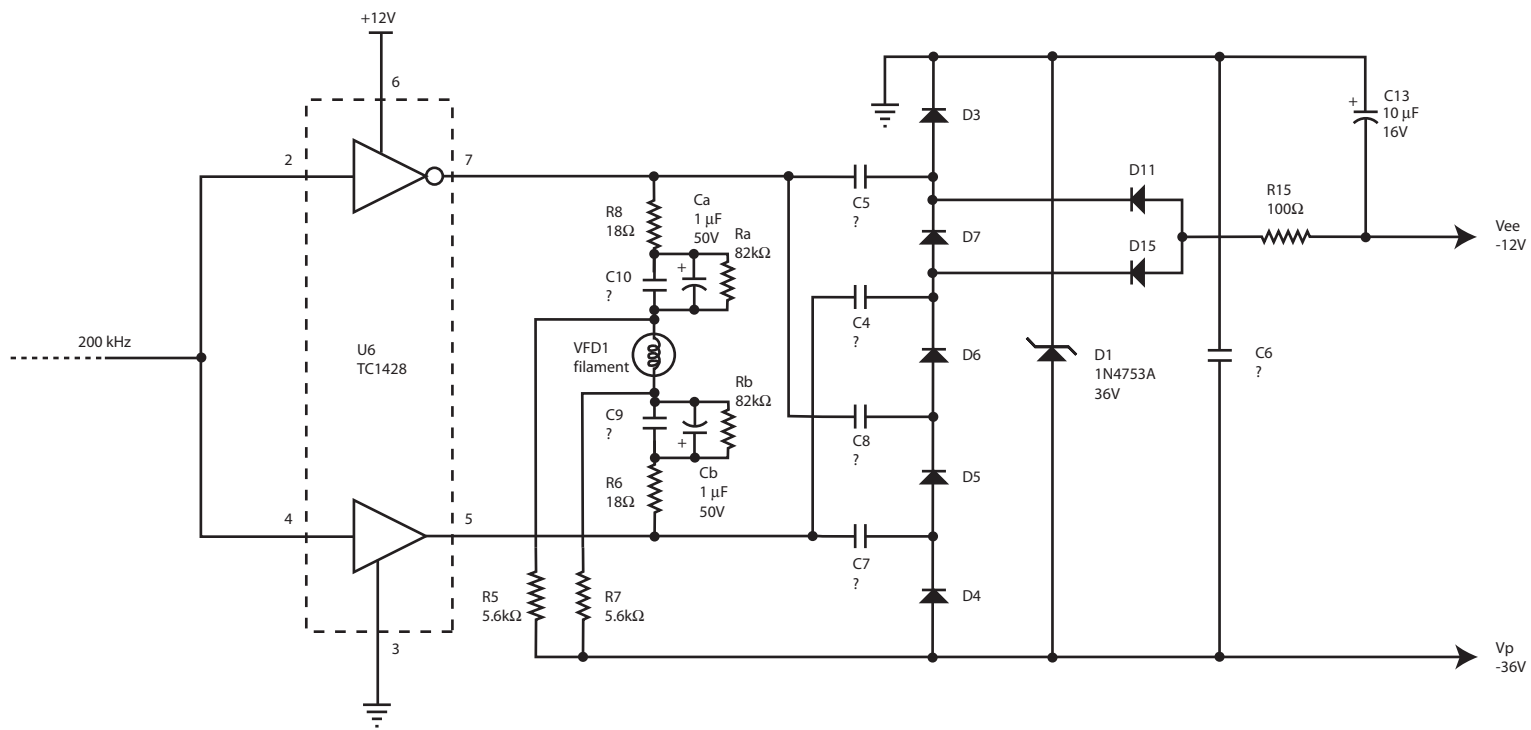 +12V
6
2
7
200 kHz
U6
TC1428
4
5
3
R8
18Ω
Ca
1 µF
50V
Ra
82kΩ
C10
?
+
VFD1
filament
C9
?
+
Rb
82kΩ
R6
18Ω
Cb
1 µF
50V
R5
5.6kΩ
R7
5.6kΩ
C5
?
C4
?
C8
?
C7
?
D3
D7
D6
D5
D4
D11
D15
D1
1N4753A
36V
C6
?
R15
100Ω
+
C13
10 µF
16V
Vee
-12V
Vp
-36V